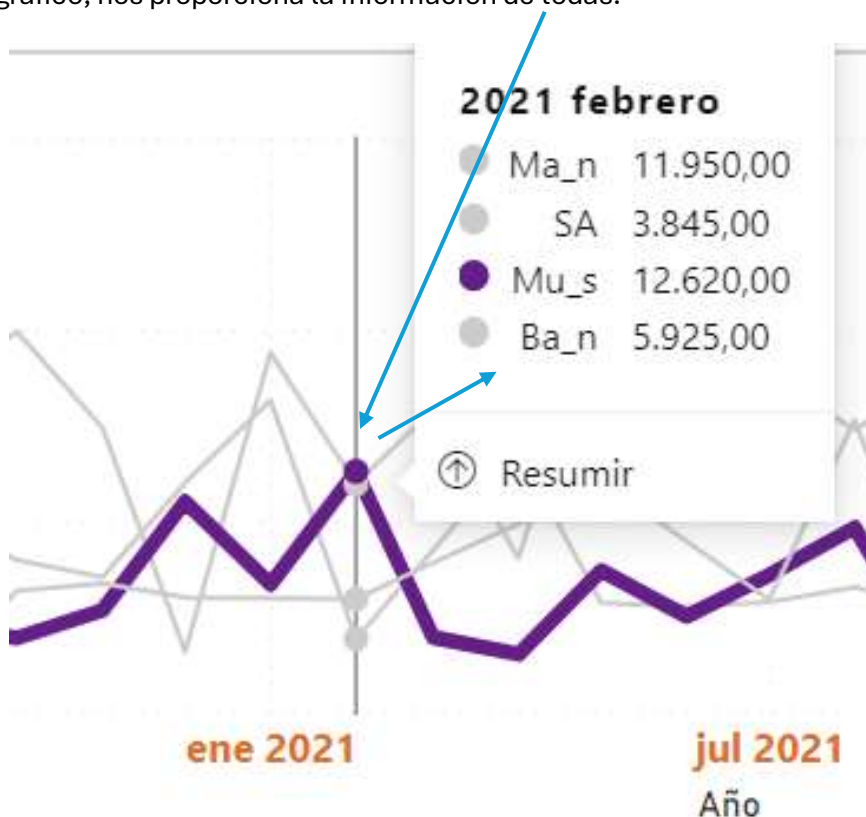 gráfico, nos proporciona la información de todas.
2021 febrero
Ma_n 11.950,00
SA 3.845,00
Mu_s 12.620,00
Ba_n 5.925,00
Resumir
ene 2021
jul 2021
Año